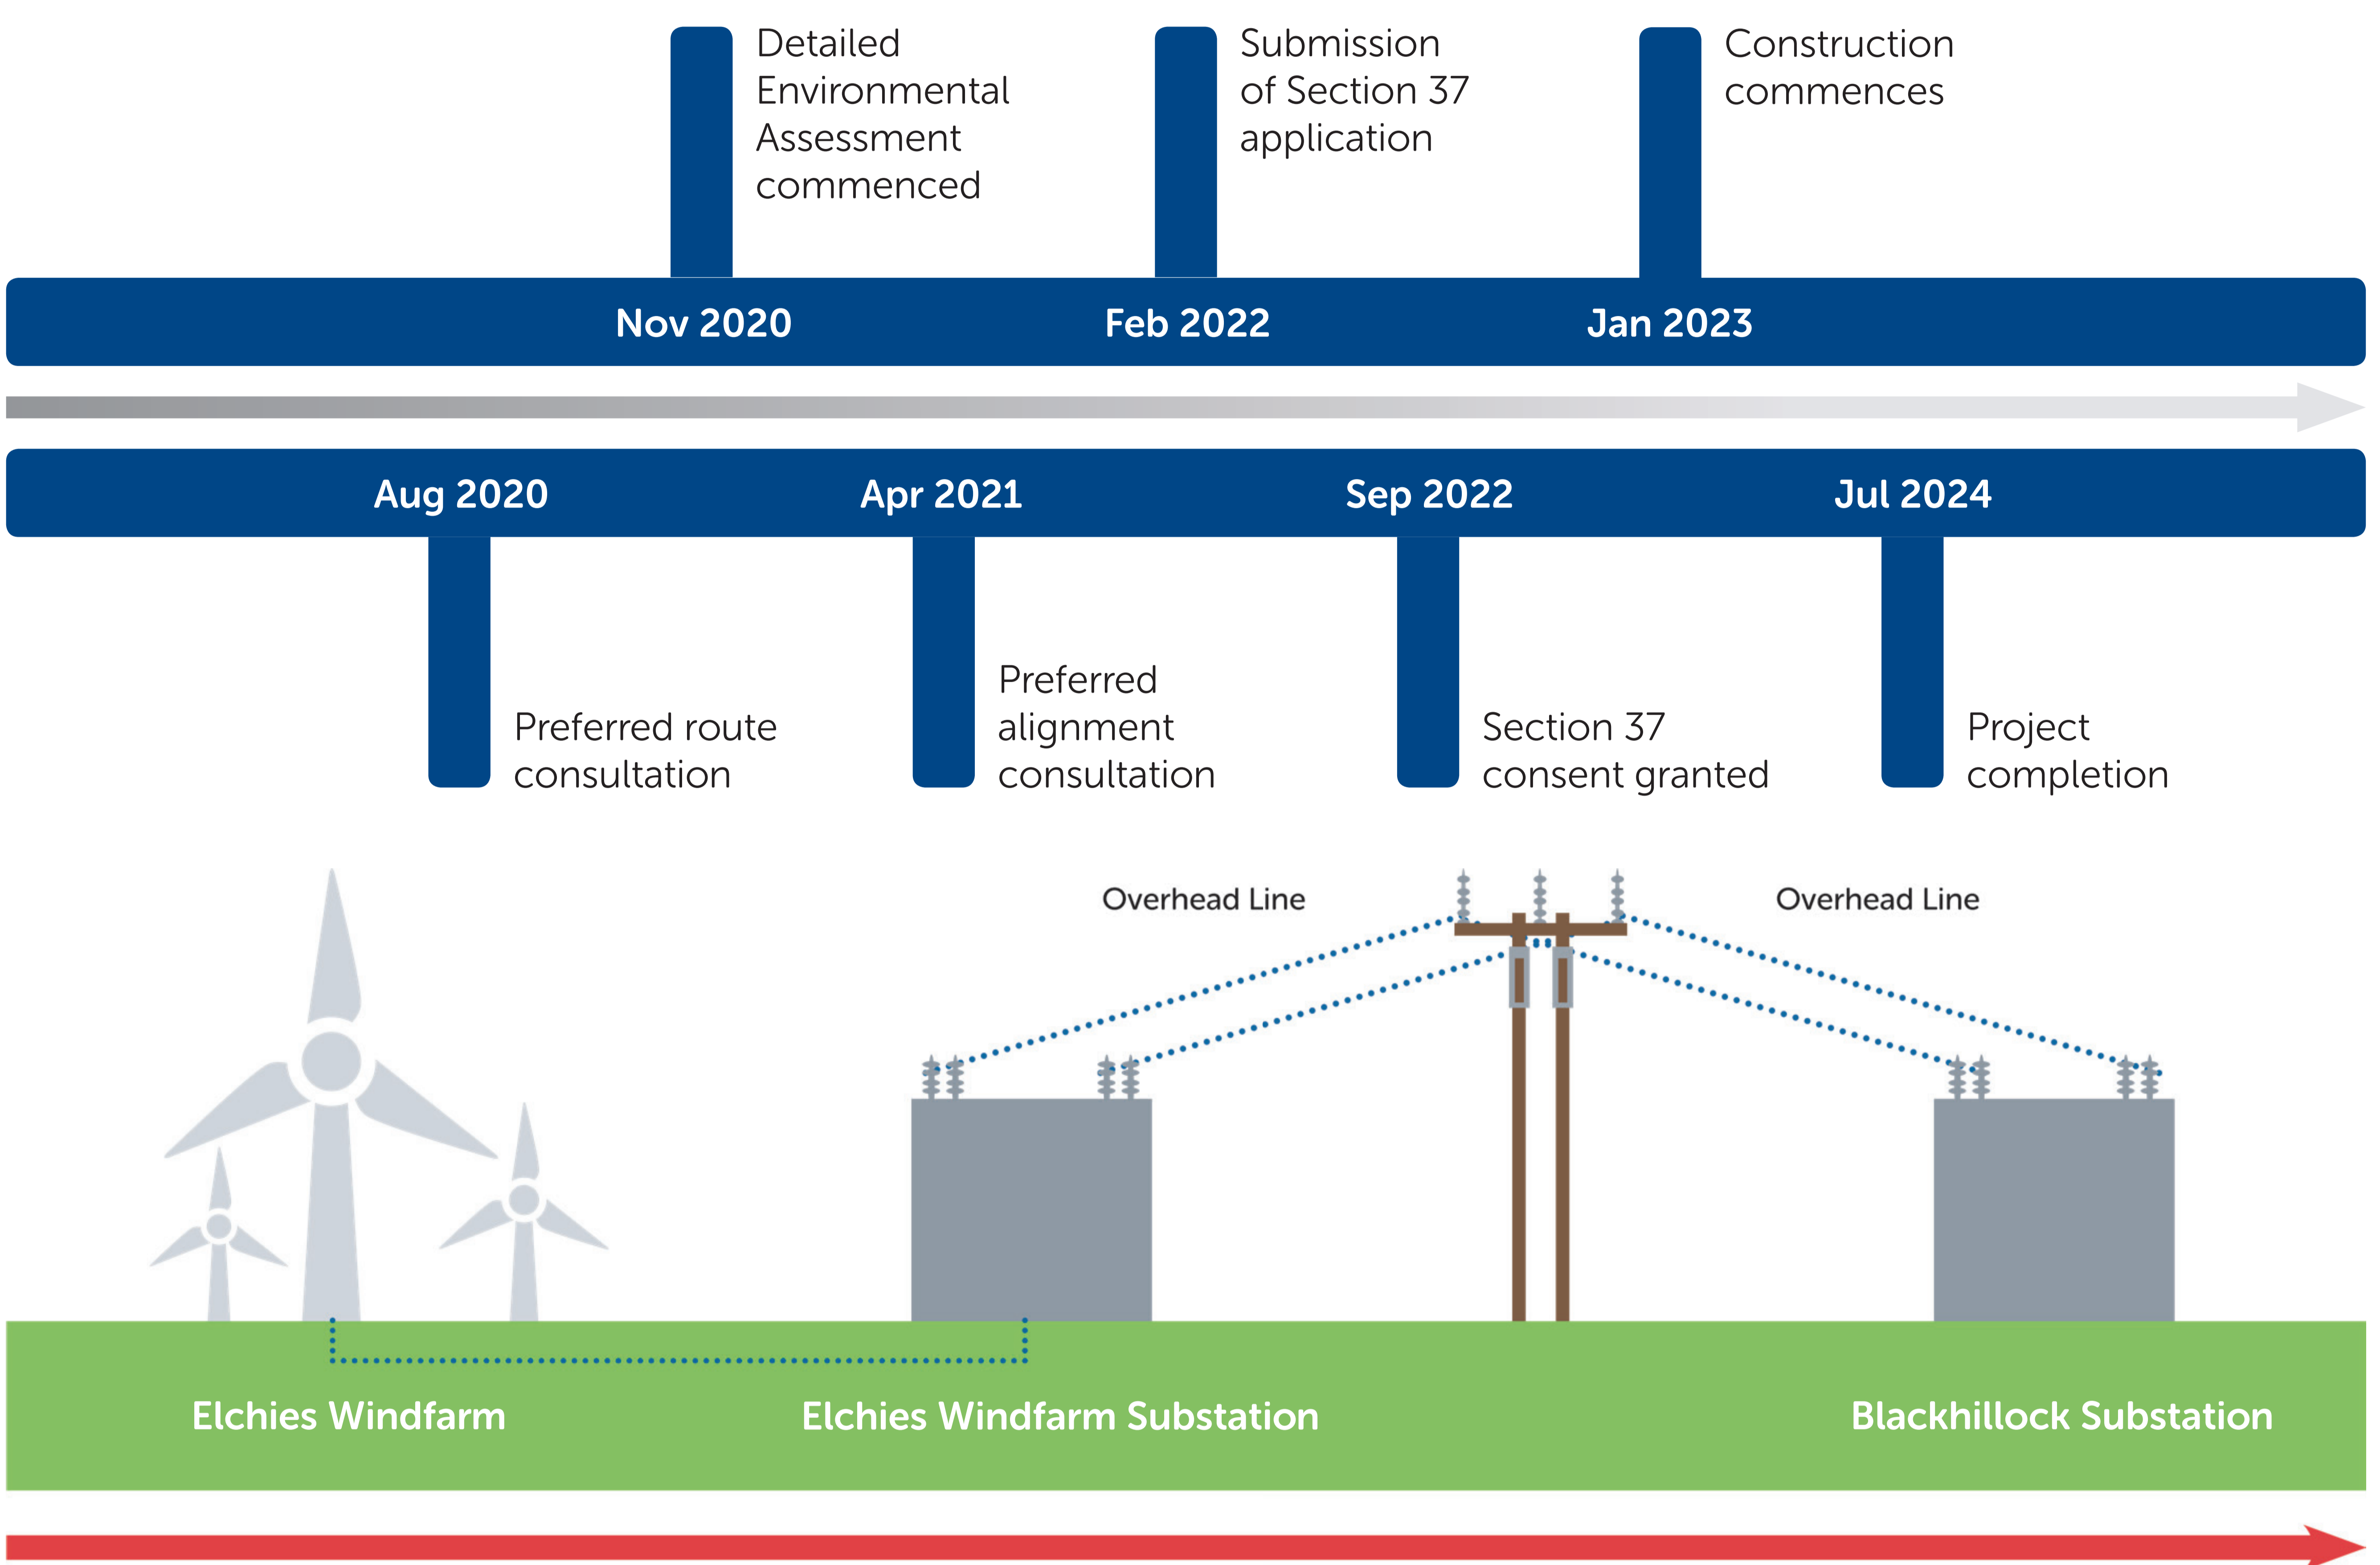 Detailed
Environmental
Assessment
commenced
Submission
of Section 37
application
Construction
commences
Nov 2020
Feb 2022
Jan 2023
Aug 2020
Apr 2021
Sep 2022
Jul 2024
Preferred route
consultation
Preferred
alignment
consultation
Section 37
consent granted
Project
completion
Overhead Line
Overhead Line
Elchies Windfarm
Elchies Windfarm Substation
Blackhilllock Substation